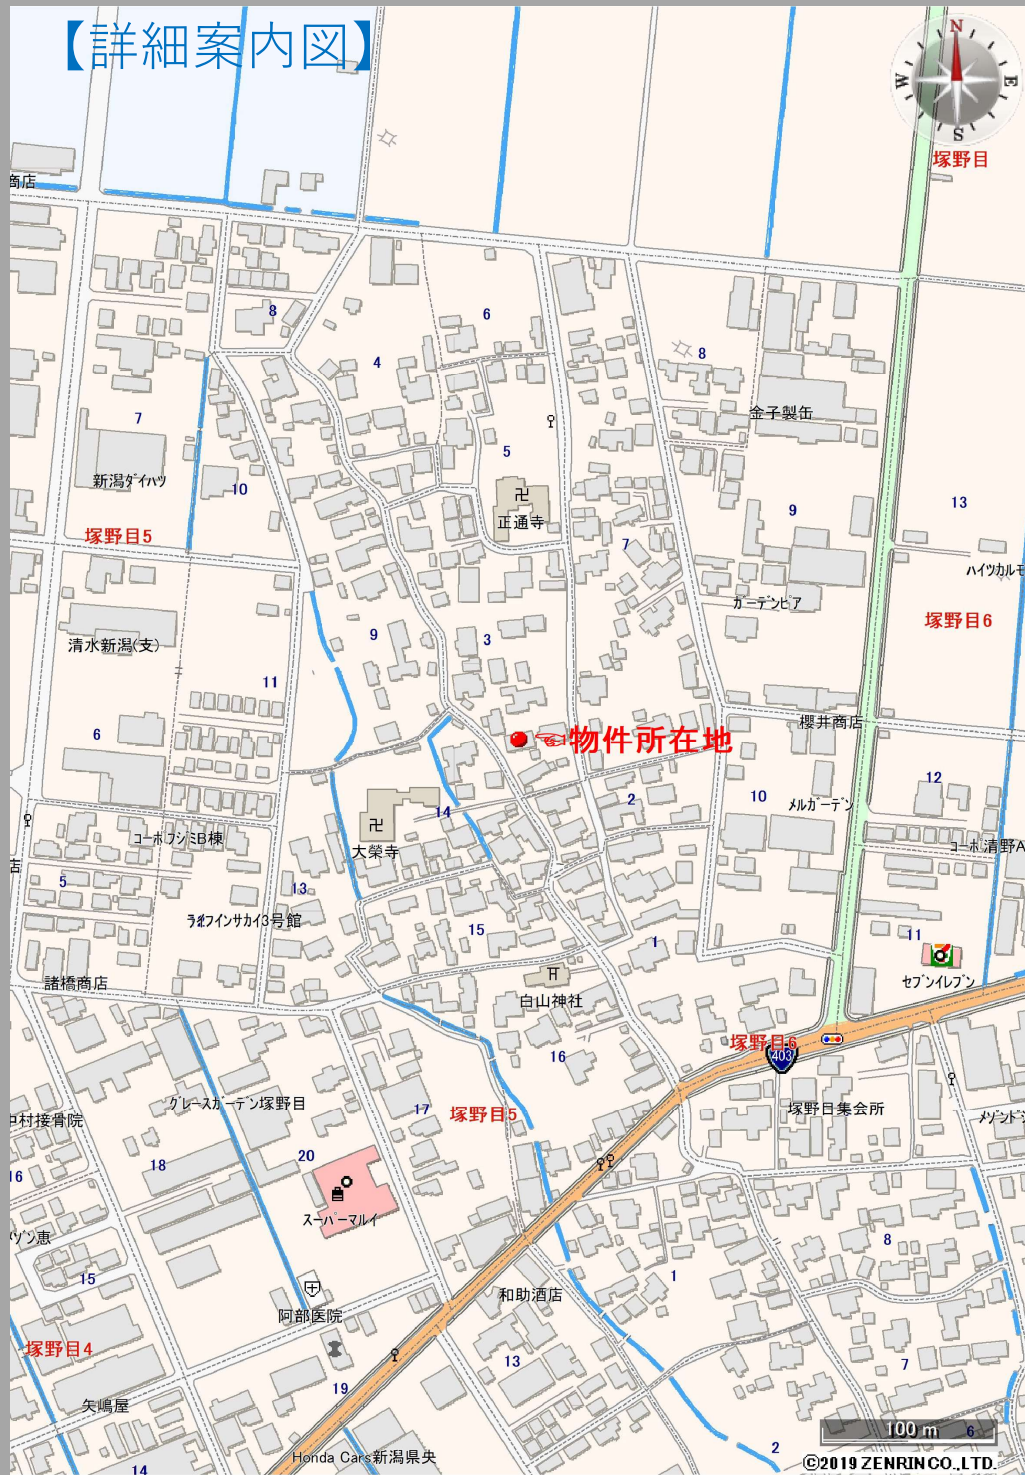 【詳細案内図】
N
W
E
S
塚野目
商店
8
6
4
8
7
金子製缶
5
新潟ダイハツ
10
正通寺
9
13
塚野目5
7
ハイツカルモ
ガーデンピア
塚野目6
9
3
清水新潟(支)
11
櫻井商店
6
物件所在地
12
10
2
メルガーデン
14
コーポフジミB棟
大榮寺
コーポ清野A
店
5
13
ライフインサカイ3号館
15
1
11
セブンイレブン
諸橋商店
白山神社
塚野目6
403
16
グレースガーデン塚野目
17
塚野目5
塚野目集会所
中村接骨院
メゾンド
18
20
16
スーパーマルイ
メゾン恵
8
15
1
和助酒店
阿部医院
塚野目4
13
7
19
矢嶋屋
100 m
6
Honda Cars新潟県央
2
14
©2019 ZENRIN CO., LTD.